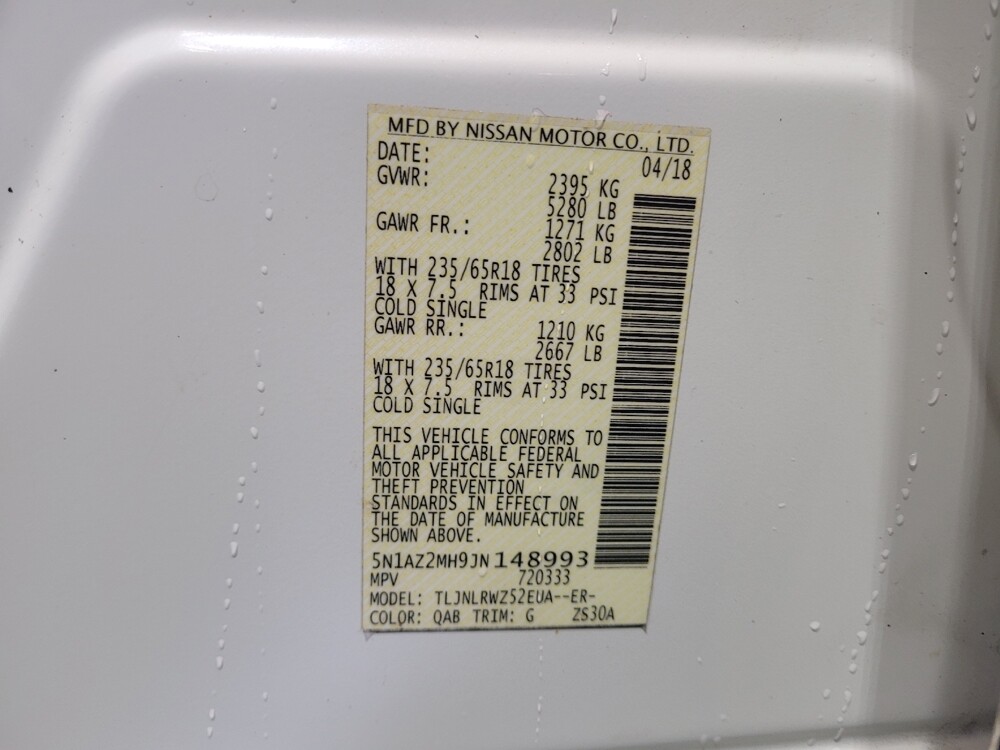 MFD BY NISSAN MOTOR CO., LTD.
DATE: 04/18
GVWR: 2395 KG
5280 LB
GAWR FR.: 1271 KG
2802 LB
WITH 235/65R18 TIRES
18 X 7.5 RIMS AT 33 PSI
COLD SINGLE
GAWR RR.: 1210 KG
2667 LB
WITH 235/65R18 TIRES
18 X 7.5 RIMS AT 33 PSI
COLD SINGLE
THIS VEHICLE CONFORMS TO
ALL APPLICABLE FEDERAL
MOTOR VEHICLE SAFETY AND
THEFT PREVENTION
STANDARDS IN EFFECT ON
THE DATE OF MANUFACTURE
SHOWN ABOVE.
5N1AZ2MH9JN148993
MPV 720333
MODEL: TLJNLRWZ52EUA--ER-
COLOR: QAB TRIM: G ZS30A